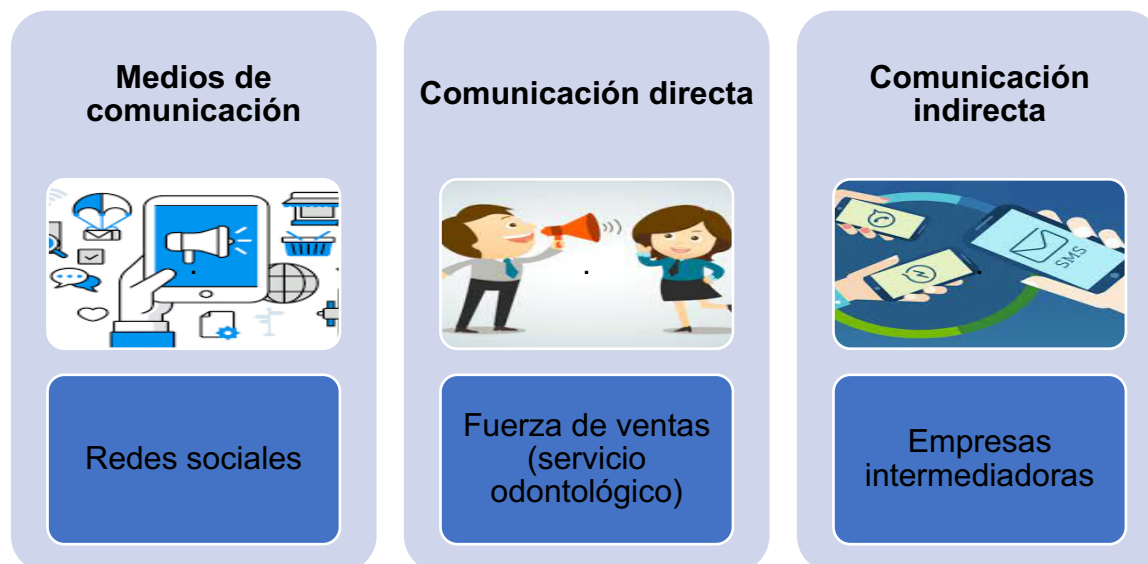 Medios de
comunicación
Comunicación directa
Comunicación
indirecta
.
.
SMS
.
Redes sociales
Fuerza de ventas
(servicio
odontológico)
Empresas
intermediadoras